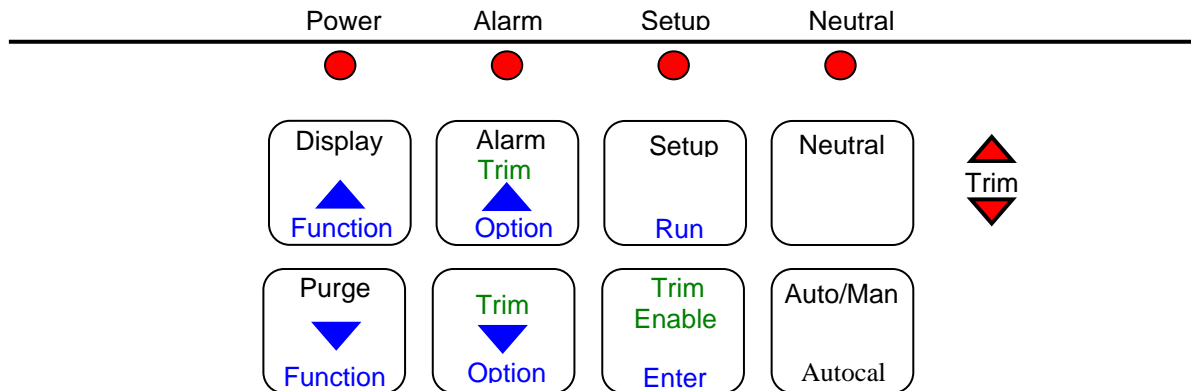 Power Alarm Setup Neutral
Display Alarm Setup Neutral
Trim
Trim
Function Option Run
Purge Trim Auto/Man
Trim Enable
Function Option Enter Autocal